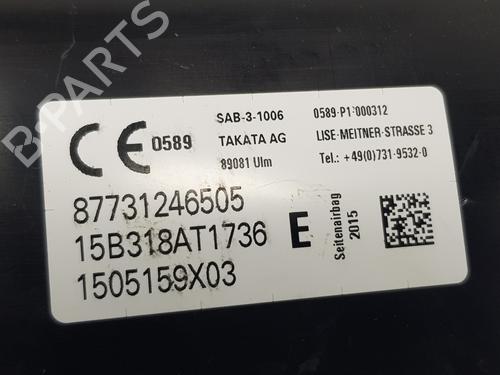 B-PARTS
CE 0589
SAB-3-1006
TAKATA AG
89081 Ulm
0589-P1-000312
LISE-MEITNER-STRASSE 3
Tel.: +49(0)731-9532-0
87731246505
15B318AT1736
1505159X03
E
Seitenairbag
2015
B-PARTS